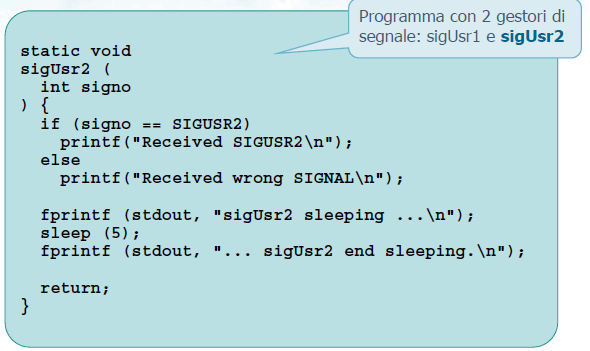 Programma con 2 gestori di
segnale: sigUsr1 e sigUsr2
static void
sigUsr2 (
  int signo
) {
  if (signo == SIGUSR2)
    printf("Received SIGUSR2\n");
  else
    printf("Received wrong SIGNAL\n");

  fprintf (stdout, "sigUsr2 sleeping ...\n");
  sleep (5);
  fprintf (stdout, "... sigUsr2 end sleeping.\n");

  return;
}